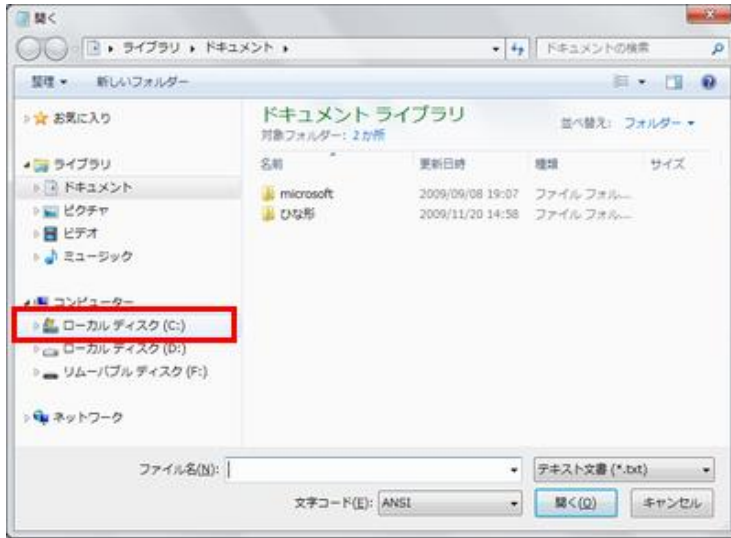 開く
ライブラリ ドキュメント ドキュメントの検索
整理 新しいフォルダー
お気に入り
ライブラリ
ドキュメント
ピクチャ
ビデオ
ミュージック
コンピューター
ローカル ディスク (C:)
ローカル ディスク (D:)
リムーバブル ディスク (F:)
ネットワーク
ドキュメント ライブラリ
対象フォルダー: 2か所
並べ替え: フォルダー
名前 更新日時 種類 サイズ
microsoft 2009/09/08 19:07 ファイル フォル...
ひな形 2009/11/20 14:58 ファイル フォル...
ファイル名(N): テキスト文書 (*.txt)
文字コード(E): ANSI 開く(O) キャンセル